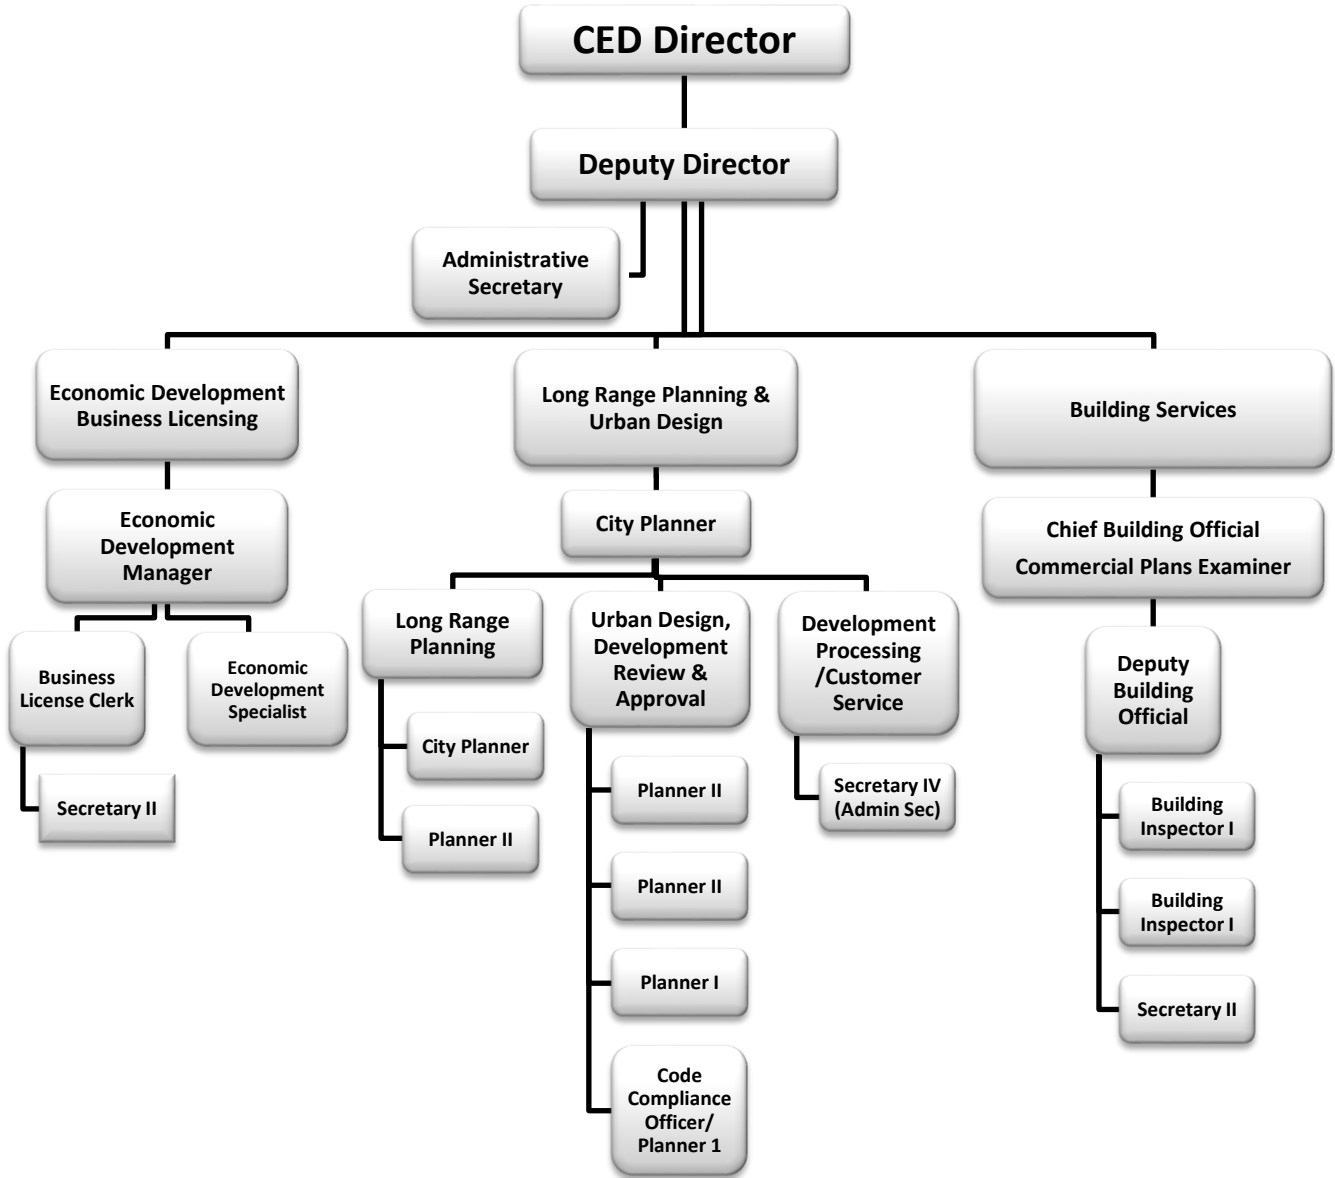 CED Director
Deputy Director
Administrative
Secretary
Economic Development
Business Licensing
Long Range Planning &
Urban Design
Building Services
Economic
Development
Manager
City Planner
Chief Building Official
Commercial Plans Examiner
Business
License Clerk
Economic
Development
Specialist
Long Range
Planning
Urban Design,
Development
Review &
Approval
Development
Processing
/Customer
Service
Deputy
Building
Official
Secretary II
City Planner
Planner II
Planner II
Planner II
Planner I
Code
Compliance
Officer/
Planner 1
Secretary IV
(Admin Sec)
Building
Inspector I
Building
Inspector I
Secretary II